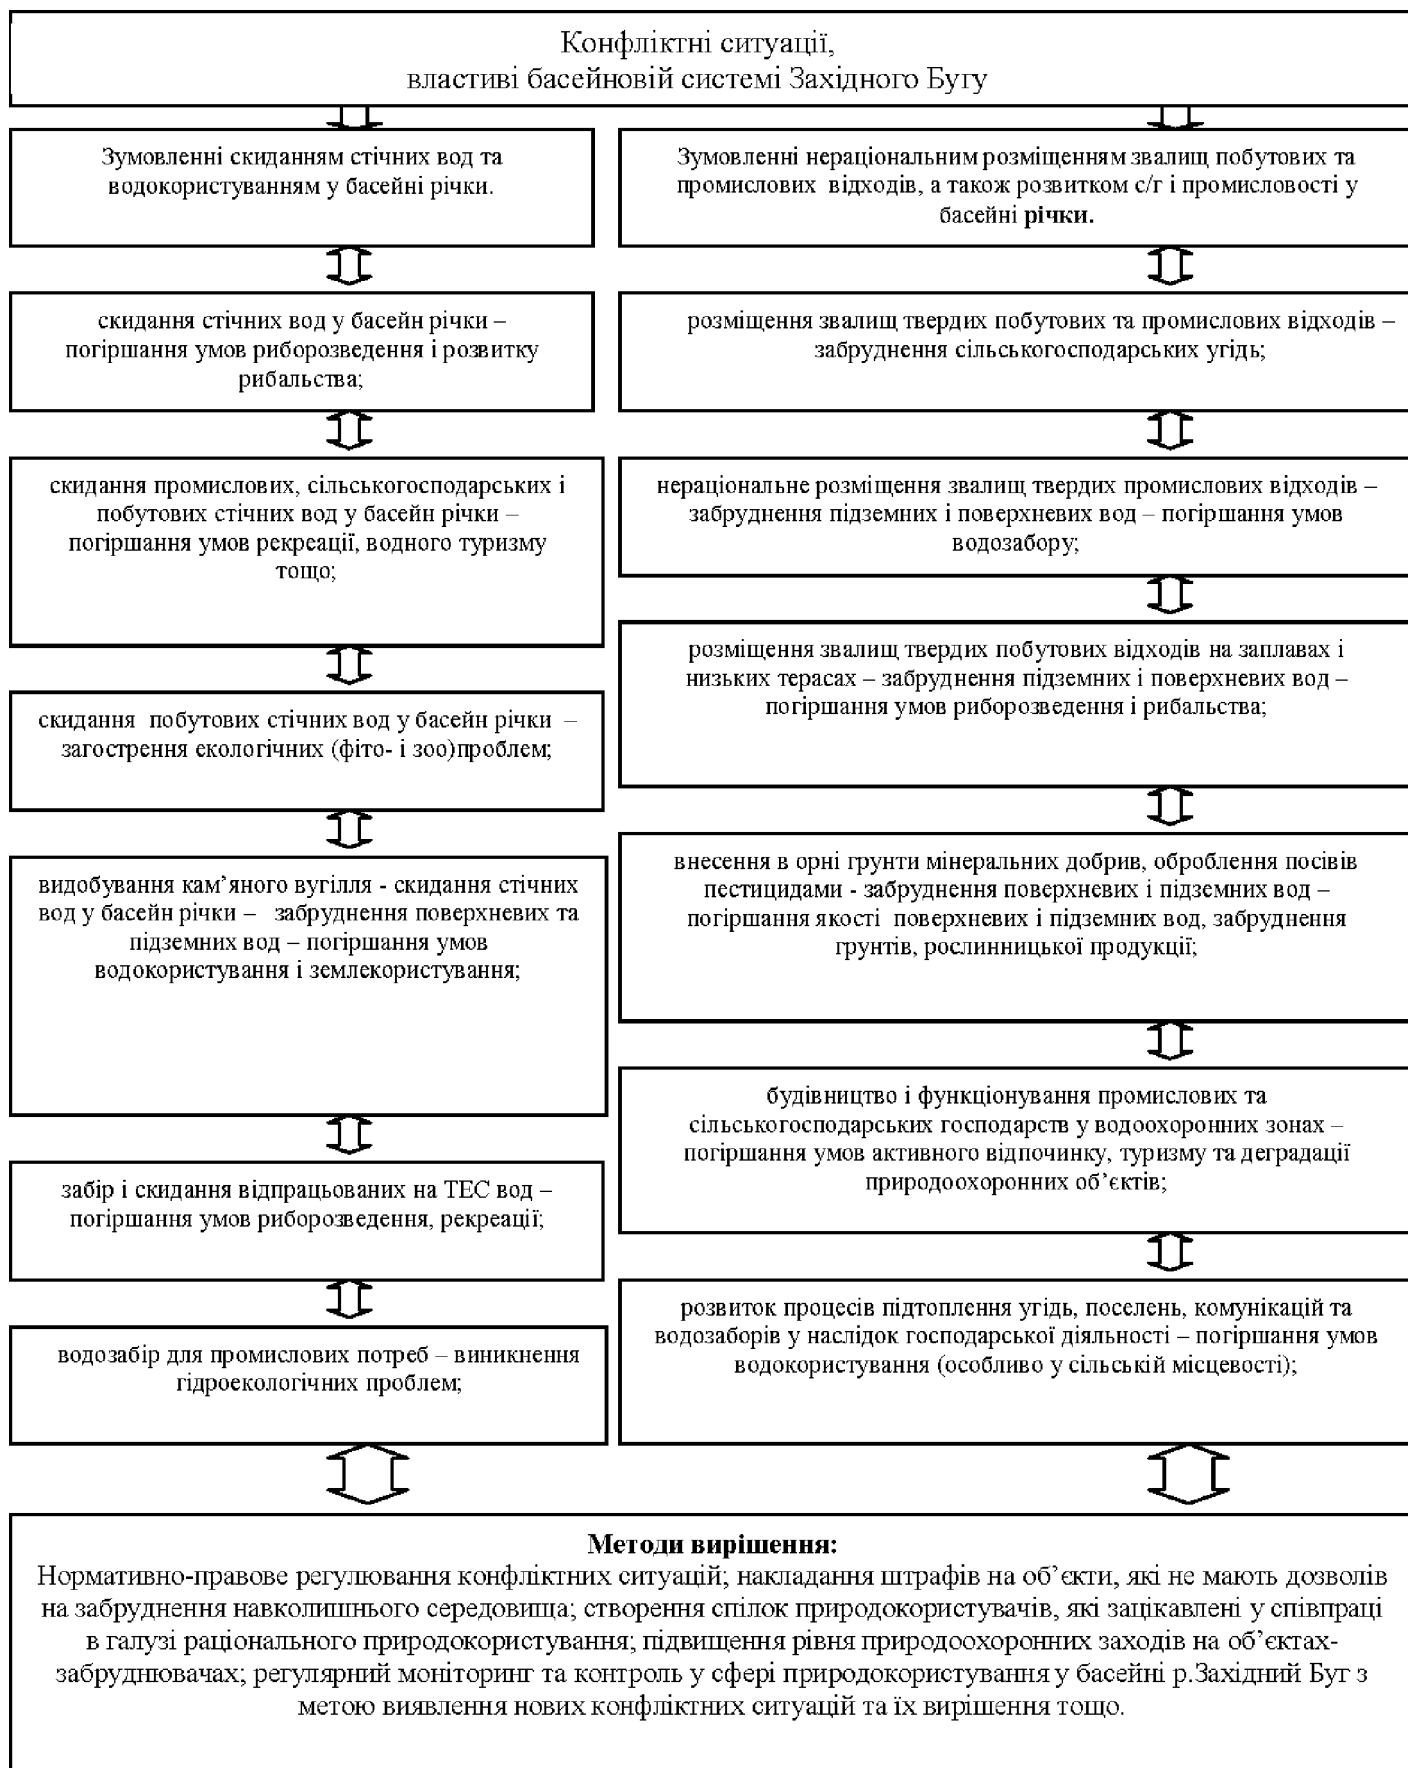 Конфліктні ситуації,
властиві басейновій системі Західного Бугу
Зумовленні скиданням стічних вод та
водокористуванням у басейні річки.
скидання стічних вод у басейн річки –
погіршання умов риборозведення і розвитку
рибальства;
скидання промислових, сільськогосподарських і
побутових стічних вод у басейн річки –
погіршання умов рекреації, водного туризму
тощо;
скидання побутових стічних вод у басейн річки –
загострення екологічних (фіто- і зоо)проблем;
видобування кам’яного вугілля - скидання стічних
вод у басейн річки – забруднення поверхневих та
підземних вод – погіршання умов
водокористування і землекористування;
забір і скидання відпрацьованих на ТЕС вод –
погіршання умов риборозведення, рекреації;
водозабір для промислових потреб – виникнення
гідроекологічних проблем;
Зумовленні нераціональним розміщенням звалищ побутових та
промислових відходів, а також розвитком с/г і промисловості у
басейні річки.
розміщення звалищ твердих побутових та промислових відходів –
забруднення сільськогосподарських угідь;
нераціональне розміщення звалищ твердих промислових відходів –
забруднення підземних і поверхневих вод – погіршання умов
водозабору;
розміщення звалищ твердих побутових відходів на заплавах і
низьких терасах – забруднення підземних і поверхневих вод –
погіршання умов риборозведення і рибальства;
внесення в орні грунти мінеральних добрив, оброблення посівів
пестицидами - забруднення поверхневих і підземних вод –
погіршання якості поверхневих і підземних вод, забруднення
грунтів, рослинницької продукції;
будівництво і функціонування промислових та
сільськогосподарських господарств у водоохоронних зонах –
погіршання умов активного відпочинку, туризму та деградації
природоохоронних об’єктів;
розвиток процесів підтоплення угідь, поселень, комунікацій та
водозаборів у наслідок господарської діяльності – погіршання умов
водокористування (особливо у сільській місцевості);
Методи вирішення:
Нормативно-правове регулювання конфліктних ситуацій; накладання штрафів на об’єкти, які не мають дозволів
на забруднення навколишнього середовища; створення спілок природокористувачів, які зацікавлені у співпраці
в галузі раціонального природокористування; підвищення рівня природоохоронних заходів на об’єктах-
забруднювачах; регулярний моніторинг та контроль у сфері природокористування у басейні р.Західний Буг з
метою виявлення нових конфліктних ситуацій та їх вирішення тощо.